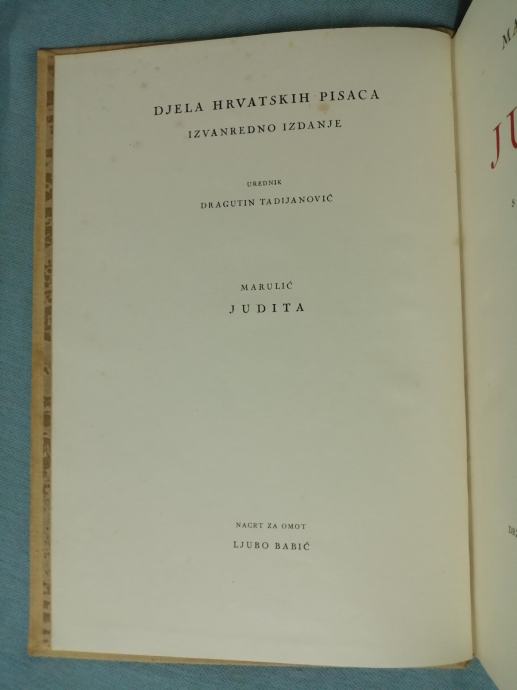 DJELA HRVATSKIH PISACA
IZVANREDNO IZDANJE
UREDNIK
DRAGUTIN TADIJANOVIĆ
MARULIĆ
JUDITA
NACRT ZA OMOT
LJUBO BABIĆ